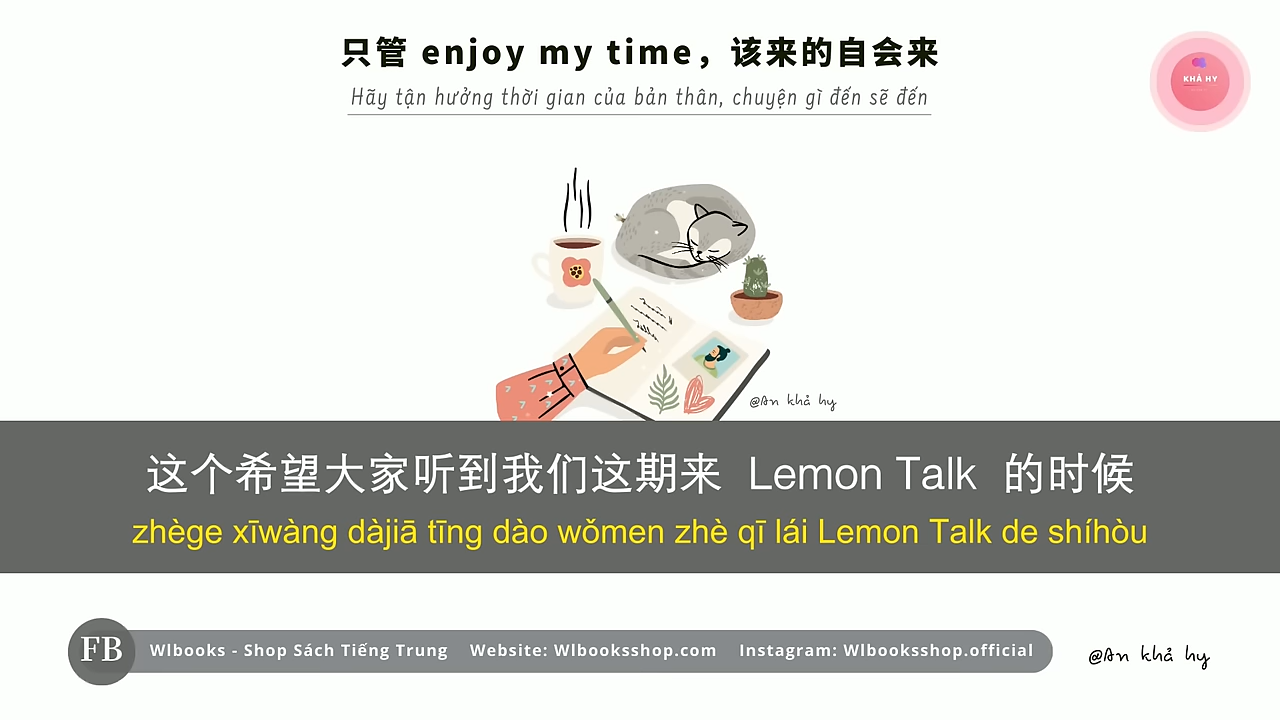 只管 enjoy my time，该来的自会来
Hãy tận hưởng thời gian của bản thân, chuyện gì đến sẽ đến
KHẢ HY
@An khả hy
这个希望大家听到我们这期来 Lemon Talk 的时候
zhège xīwàng dàjiā tīng dào wǒmen zhè qī lái Lemon Talk de shíhòu
FB Wlbooks - Shop Sách Tiếng Trung Website: Wlbooksshop.com Instagram: Wlbooksshop.official
@An khả hy